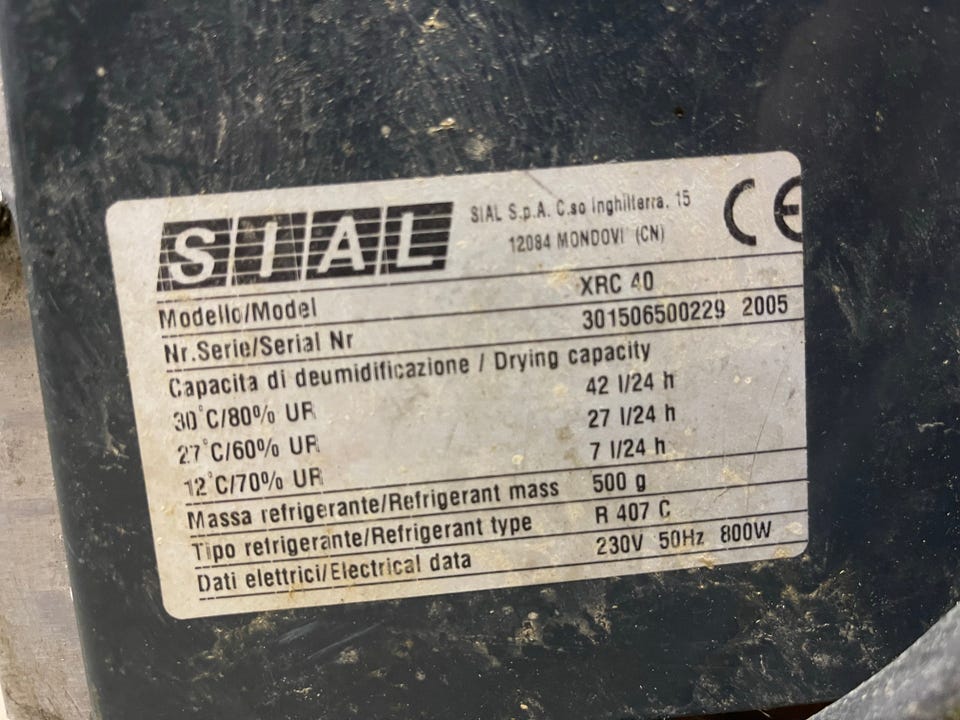 SIAL
SIAL S.p.A. C.so Inghilterra, 15
12084 MONDOVI' (CN)
CE
Modello/Model XRC 40
Nr.Serie/Serial Nr 301506500229 2005
Capacita di deumidificazione / Drying capacity
30°C/80% UR 42 l/24 h
27°C/60% UR 27 l/24 h
12°C/70% UR 7 l/24 h
Massa refrigerante/Refrigerant mass 500 g
Tipo refrigerante/Refrigerant type R 407 C
Dati elettrici/Electrical data 230V 50Hz 800W